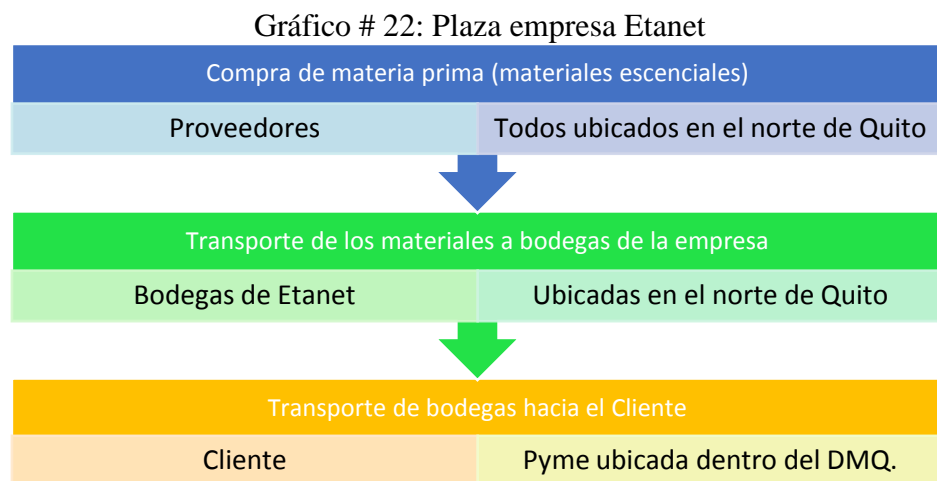 Gráfico # 22: Plaza empresa Etanet
Compra de materia prima (materiales escenciales)
Proveedores
Todos ubicados en el norte de Quito
Transporte de los materiales a bodegas de la empresa
Bodegas de Etanet
Ubicadas en el norte de Quito
Transporte de bodegas hacia el Cliente
Cliente
Pyme ubicada dentro del DMQ.